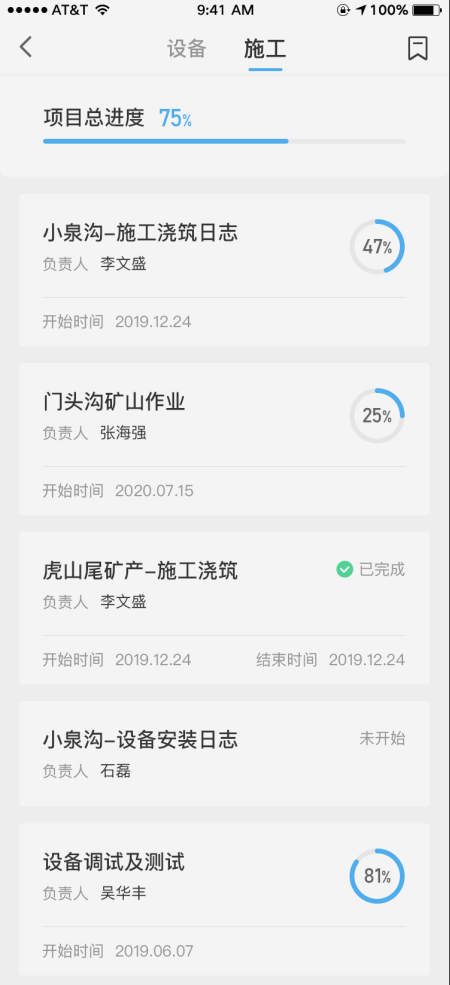 AT&T 9:41 AM 100%
设备 施工
项目总进度 75%
小泉沟-施工浇筑日志
47%
负责人 李文盛
开始时间 2019.12.24
门头沟矿山作业
25%
负责人 张海强
开始时间 2020.07.15
虎山尾矿产-施工浇筑 已完成
负责人 李文盛
开始时间 2019.12.24 结束时间 2019.12.24
小泉沟-设备安装日志 未开始
负责人 石磊
设备调试及测试
81%
负责人 吴华丰
开始时间 2019.06.07